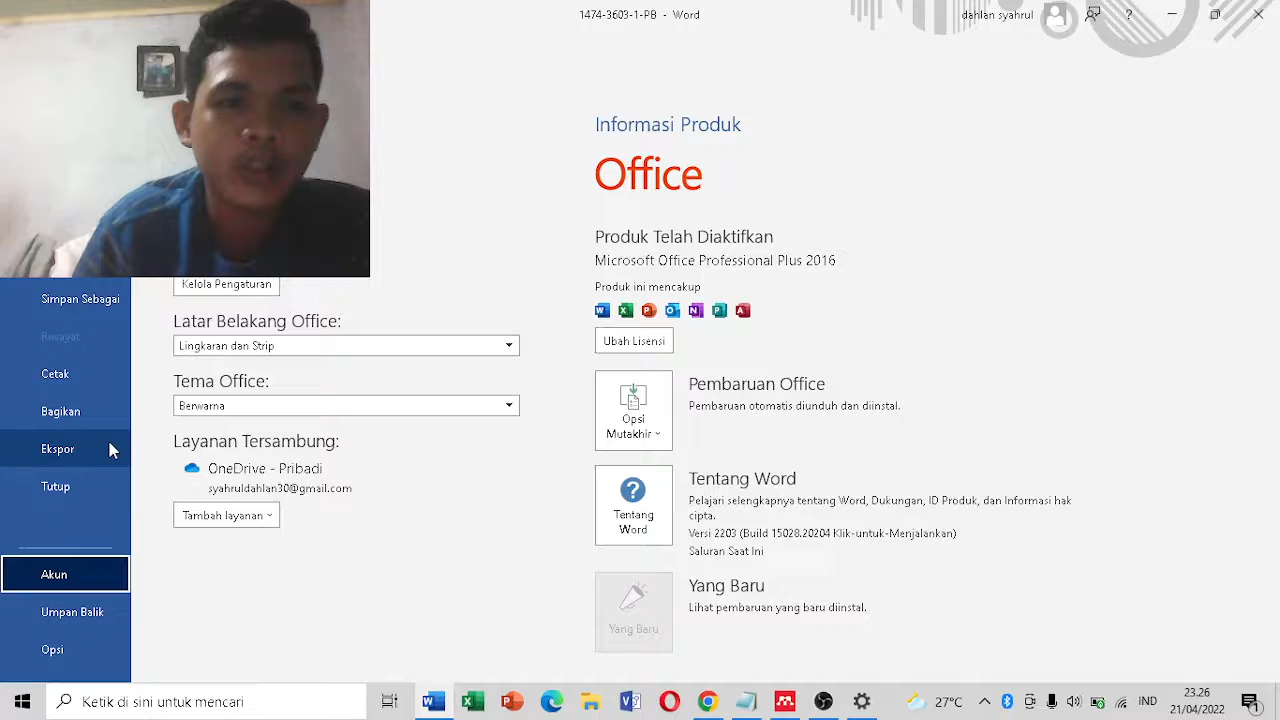 1474-3603-1-PB - Word
dahlan syahrul
?
Informasi Produk
Office
Produk Telah Diaktifkan
Microsoft Office Professional Plus 2016
Produk ini mencakup
Ubah Lisensi
Kelola Pengaturan
Latar Belakang Office:
Lingkaran dan Strip
Tema Office:
Berwarna
Layanan Tersambung:
OneDrive - Pribadi
syahruldahlan30@gmail.com
Tambah layanan
Simpan Sebagai
Riwayat
Cetak
Bagikan
Ekspor
Tutup
Akun
Umpan Balik
Opsi
Opsi
Mutakhir
Pembaruan Office
Pembaruan otomatis diunduh dan diinstal.
Tentang
Word
Tentang Word
Pelajari selengkapnya tentang Word, Dukungan, ID Produk, dan Informasi hak
cipta.
Versi 2203 (Build 15028.20204 Klik-untuk-Menjalankan)
Saluran Saat Ini
Yang Baru
Yang Baru
Lihat pembaruan yang baru diinstal.
Ketik di sini untuk mencari
27°C
IND
23.26
21/04/2022